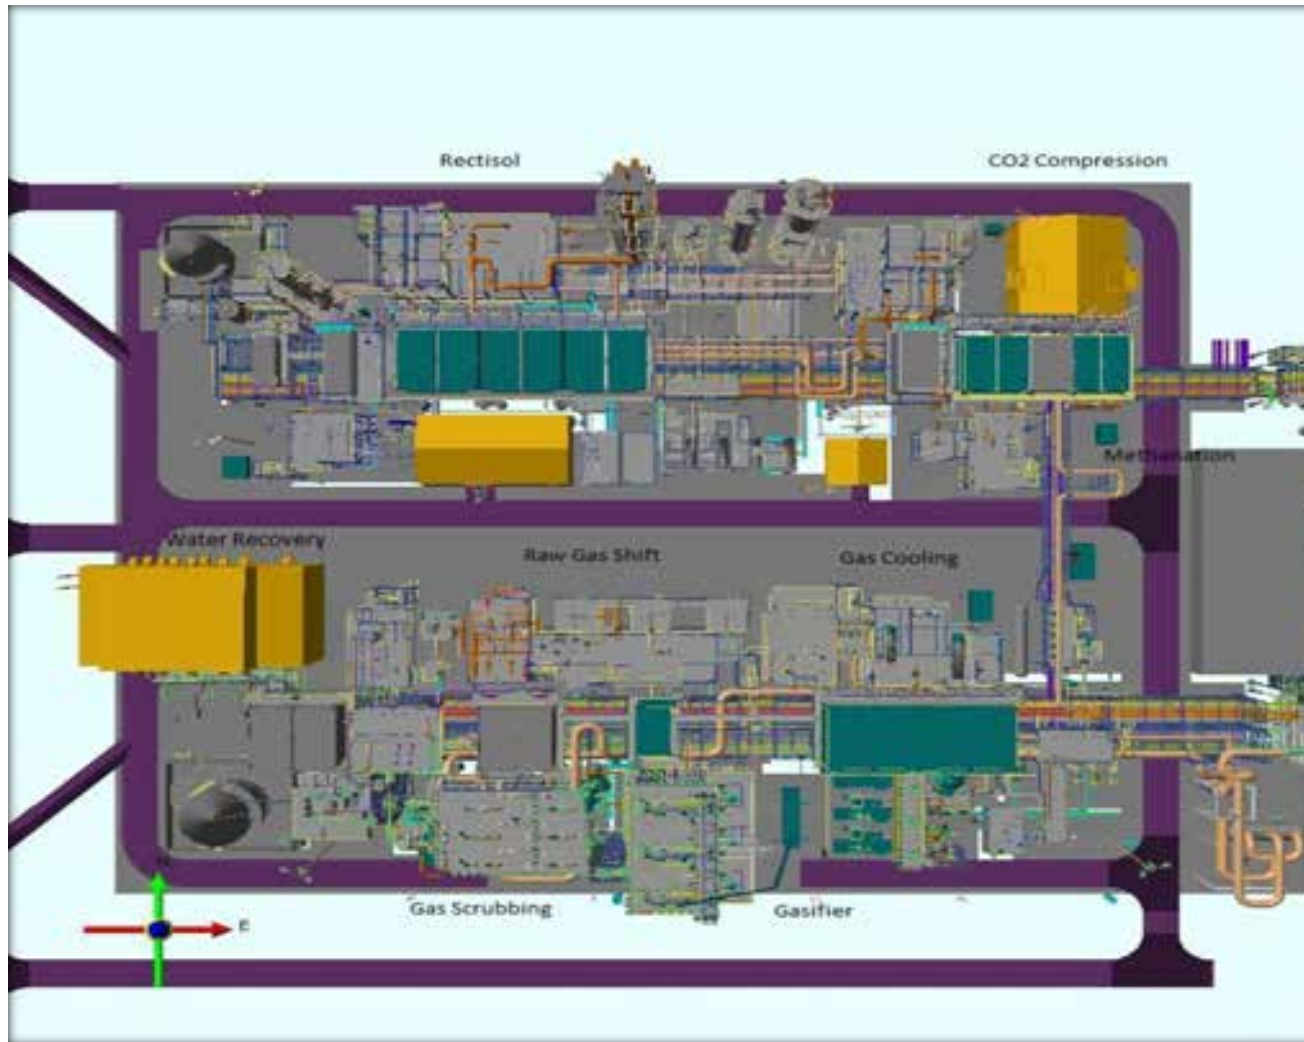 Rectisol
CO2 Compression
Methanation
Water Recovery
Raw Gas Shift
Gas Cooling
Gas Scrubbing
Gasifier
E